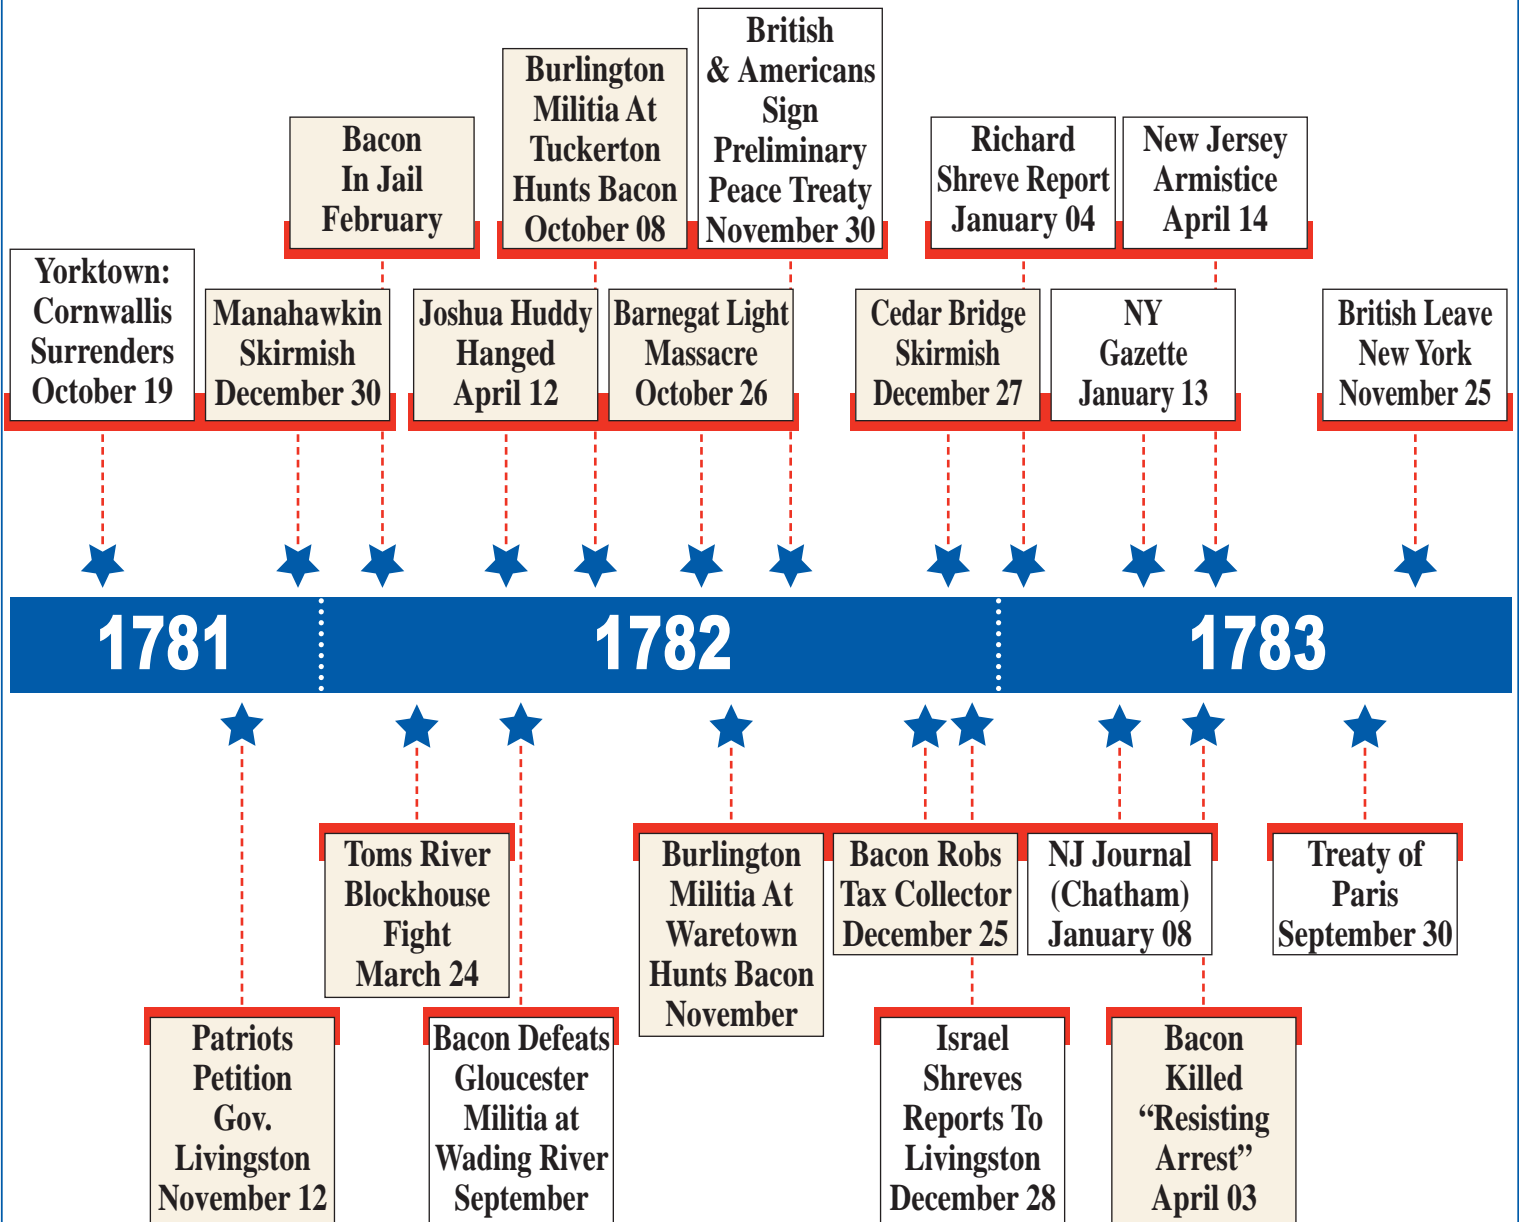 British
& Americans
Sign
Preliminary
Peace Treaty
November 30
Burlington
Militia At
Tuckerton
Hunts Bacon
October 08
Bacon
In Jail
February
Richard
Shreve Report
January 04
New Jersey
Armistice
April 14
Yorktown:
Cornwallis
Surrenders
October 19
Manahawkin
Skirmish
December 30
Joshua Huddy
Hanged
April 12
Barnegat Light
Massacre
October 26
Cedar Bridge
Skirmish
December 27
NY
Gazette
January 13
British Leave
New York
November 25
1781
1782
1783
Toms River
Blockhouse
Fight
March 24
Burlington
Militia At
Waretown
Hunts Bacon
November
Bacon Robs
Tax Collector
December 25
NJ Journal
(Chatham)
January 08
Treaty of
Paris
September 30
Patriots
Petition
Gov.
Livingston
November 12
Bacon Defeats
Gloucester
Militia at
Wading River
September
Israel
Shreves
Reports To
Livingston
December 28
Bacon
Killed
“Resisting
Arrest”
April 03